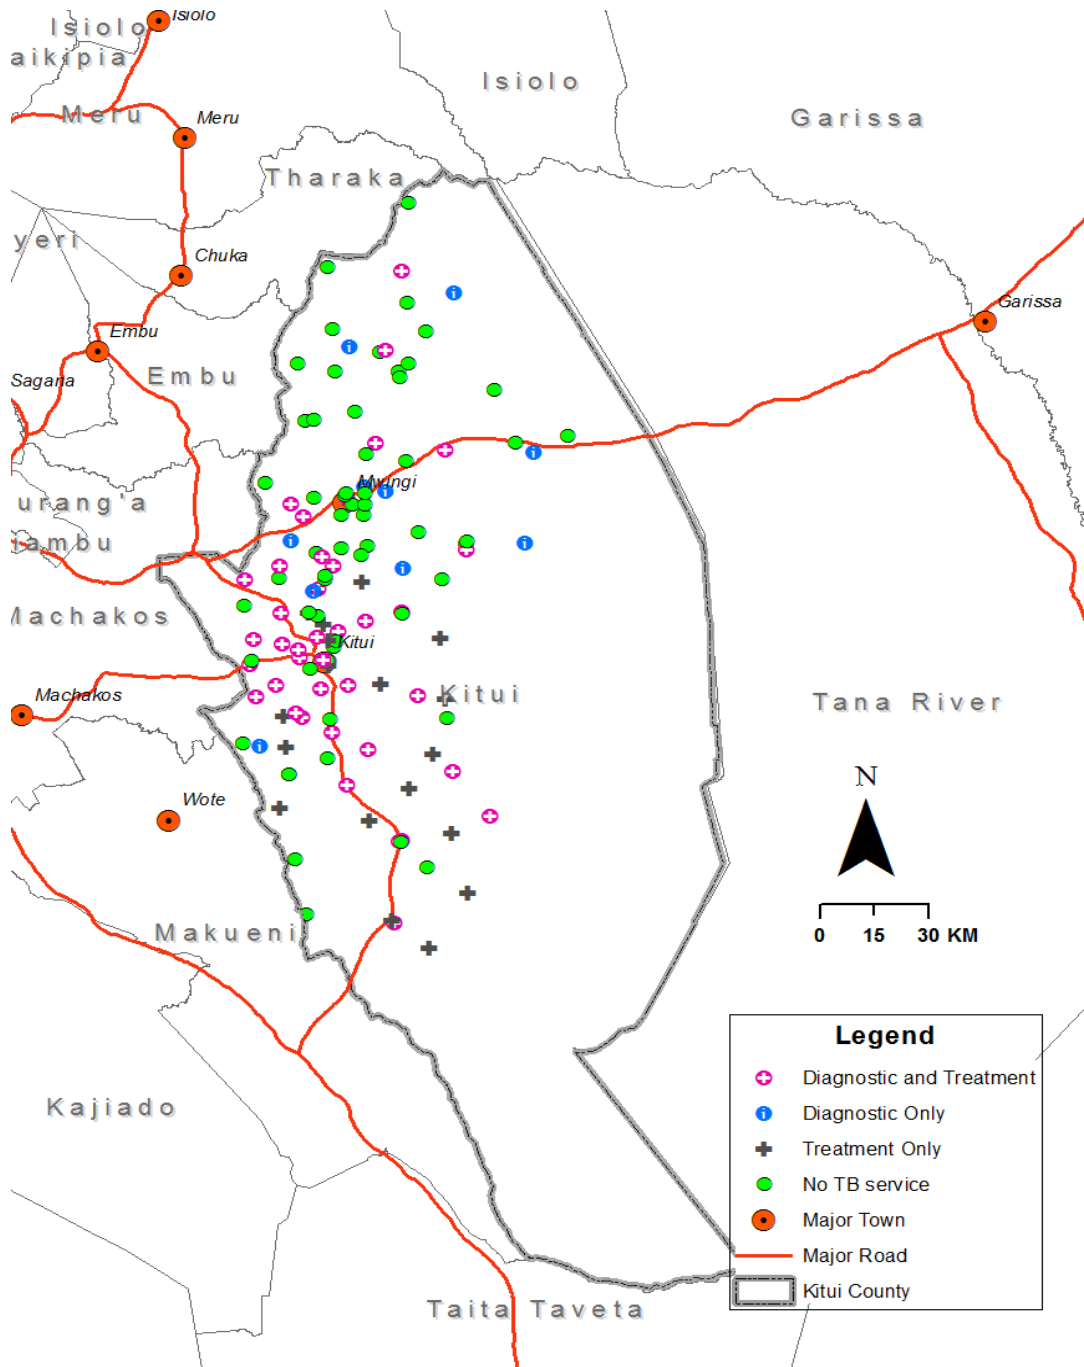 Isiolo
Isiolo
aikipia
Isiolo
Meru
Meru
Garissa
Tharaka
yeri
Chuka
Garissa
Embu
Sagana
Embu
Mwingi
urang'a
iambu
Machakos
Kitui
Machakos
Kitui
Tana River
N
Wote
0 15 30 KM
Makueni
Legend
Diagnostic and Treatment
Kajiado
Diagnostic Only
Treatment Only
No TB service
Major Town
Major Road
Kitui County
Taita Taveta